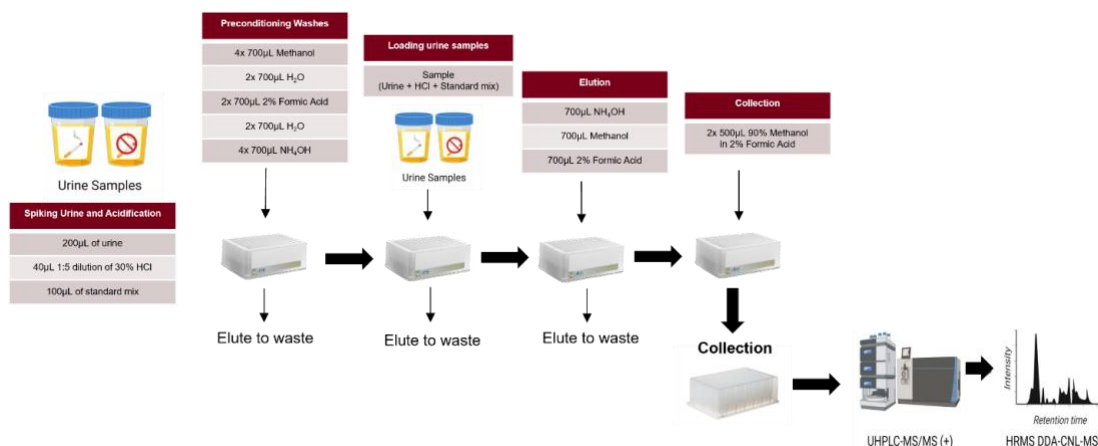 Preconditioning Washes
4x 700µL Methanol
2x 700µL H₂O
2x 700µL 2% Formic Acid
2x 700µL H₂O
4x 700µL NH₄OH
Loading urine samples
Sample
(Urine + HCl + Standard mix)
Urine Samples
Elution
700µL NH₄OH
700µL Methanol
700µL 2% Formic Acid
Collection
2x 500µL 90% Methanol
in 2% Formic Acid
Urine Samples
Spiking Urine and Acidification
200µL of urine
40µL 1:5 dilution of 30% HCl
100µL of standard mix
Elute to waste
Elute to waste
Elute to waste
Collection
UHPLC-MS/MS (+)
Intensity
Retention time
HRMS DDA-CNL-MS